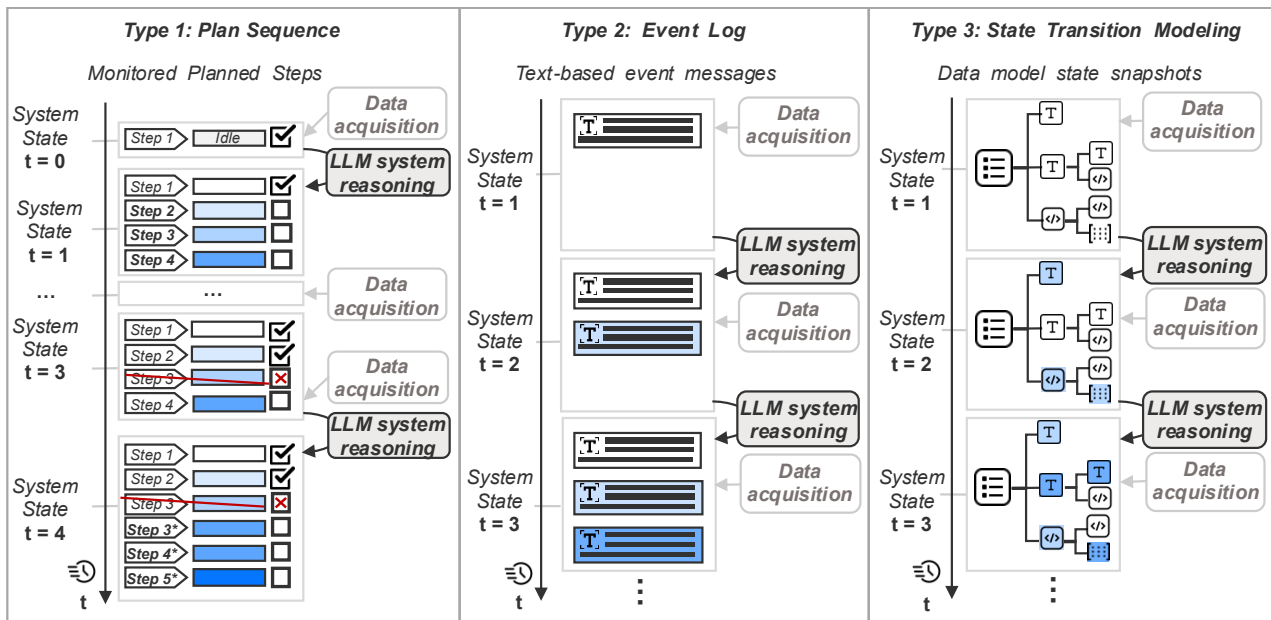 Type 1: Plan Sequence
Monitored Planned Steps
System
State
t = 0
Step 1
Idle
Data
acquisition
LLM system
reasoning
System
State
t = 1
Step 1
Step 2
Step 3
Step 4
...
...
Data
acquisition
System
State
t = 3
Step 1
Step 2
Step 3
Step 4
Data
acquisition
LLM system
reasoning
System
State
t = 4
Step 1
Step 2
Step 3
Step 3*
Step 4*
Step 5*
t
Type 2: Event Log
Text-based event messages
System
State
t = 1
T
Data
acquisition
LLM system
reasoning
System
State
t = 2
T
T
Data
acquisition
LLM system
reasoning
System
State
t = 3
T
T
T
Data
acquisition
t
⋮
Type 3: State Transition Modeling
Data model state snapshots
System
State
t = 1
T
T
T
</>
</>
</>
Data
acquisition
LLM system
reasoning
System
State
t = 2
T
T
T
</>
</>
</>
Data
acquisition
LLM system
reasoning
System
State
t = 3
T
T
T
</>
</>
</>
Data
acquisition
t
⋮